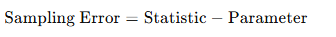 Sampling Error = Statistic − Parameter